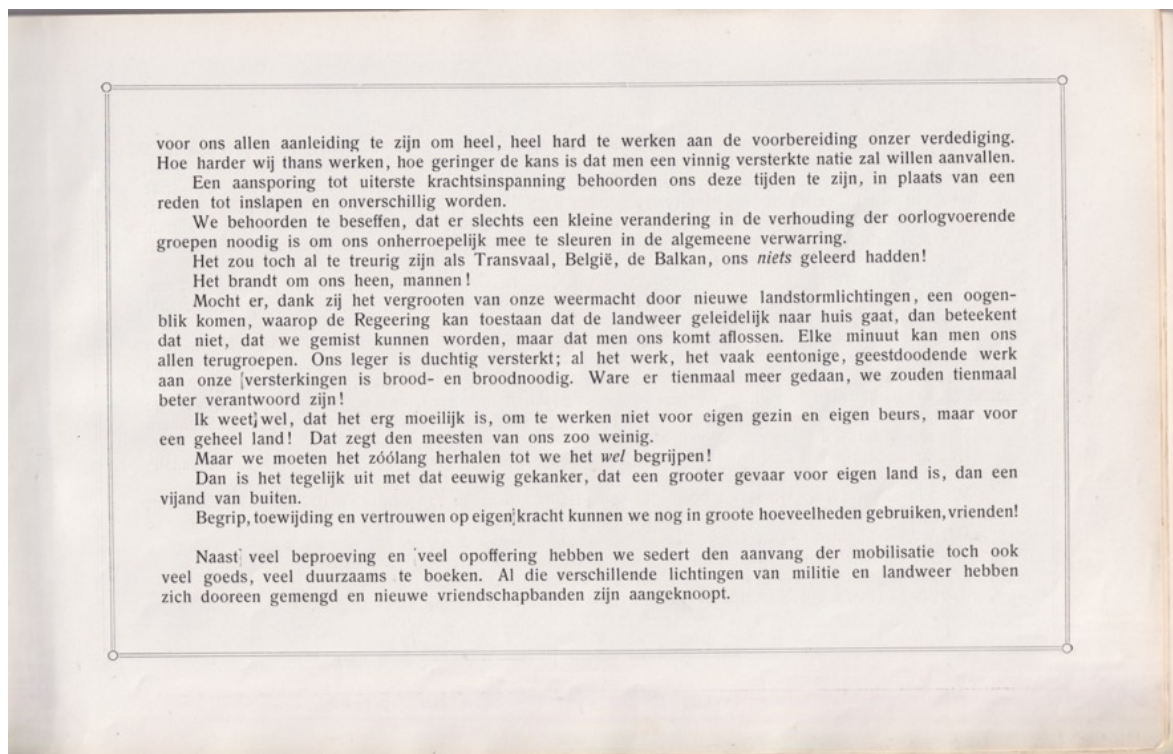 voor ons allen aanleiding te zijn om heel, heel hard te werken aan de voorbereiding onzer verdediging.
Hoe harder wij thans werken, hoe geringer de kans is dat men een vinnig versterkte natie zal willen aanvallen.
Een aansporing tot uiterste krachtsinspanning behoorden ons deze tijden te zijn, in plaats van een
reden tot inslapen en onverschillig worden.
We behoorden te beseffen, dat er slechts een kleine verandering in de verhouding der oorlogvoerende
groepen noodig is om ons onherroepelijk mee te sleuren in de algemeene verwarring.
Het zou toch al te treurig zijn als Transvaal, België, de Balkan, ons niets geleerd hadden!
Het brandt om ons heen, mannen!
Mocht er, dank zij het vergrooten van onze weermacht door nieuwe landstormlichtingen, een oogen-
blik komen, waarop de Regeering kan toestaan dat de landweer geleidelijk naar huis gaat, dan beteekent
dat niet, dat we gemist kunnen worden, maar dat men ons komt aflossen. Elke minuut kan men ons
allen terugroepen. Ons leger is duchtig versterkt; al het werk, het vaak eentonige, geestdoodende werk
aan onze versterkingen is brood- en broodnoodig. Ware er tienmaal meer gedaan, we zouden tienmaal
beter verantwoord zijn!
Ik weet wel, dat het erg moeilijk is, om te werken niet voor eigen gezin en eigen beurs, maar voor
een geheel land! Dat zegt den meesten van ons zoo weinig.
Maar we moeten het zóólang herhalen tot we het wel begrijpen!
Dan is het tegelijk uit met dat eeuwig gekanker, dat een grooter gevaar voor eigen land is, dan een
vijand van buiten.
Begrip, toewijding en vertrouwen op eigen kracht kunnen we nog in groote hoeveelheden gebruiken, vrienden!
Naast veel beproeving en veel opoffering hebben we sedert den aanvang der mobilisatie toch ook
veel goeds, veel duurzaams te boeken. Al die verschillende lichtingen van militie en landweer hebben
zich dooreen gemengd en nieuwe vriendschapbanden zijn aangeknoopt.